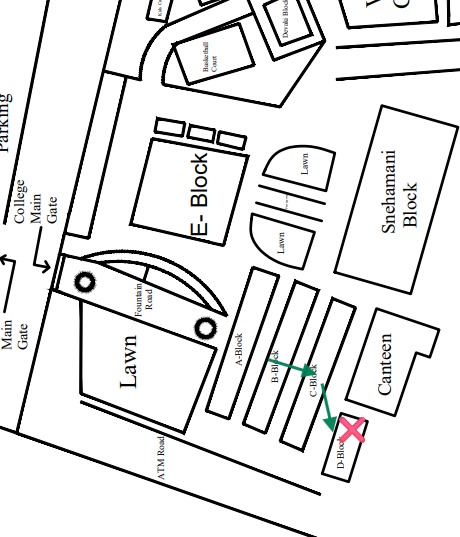 Devaki Block
Basketball
Court
Parking
College
Main
Gate
E- Block
Lawn
Snehamani
Block
Lawn
Fountain
Road
Main
Gate
Lawn
A-Block
B-Block
C-Block
Canteen
D-Block
ATM Road